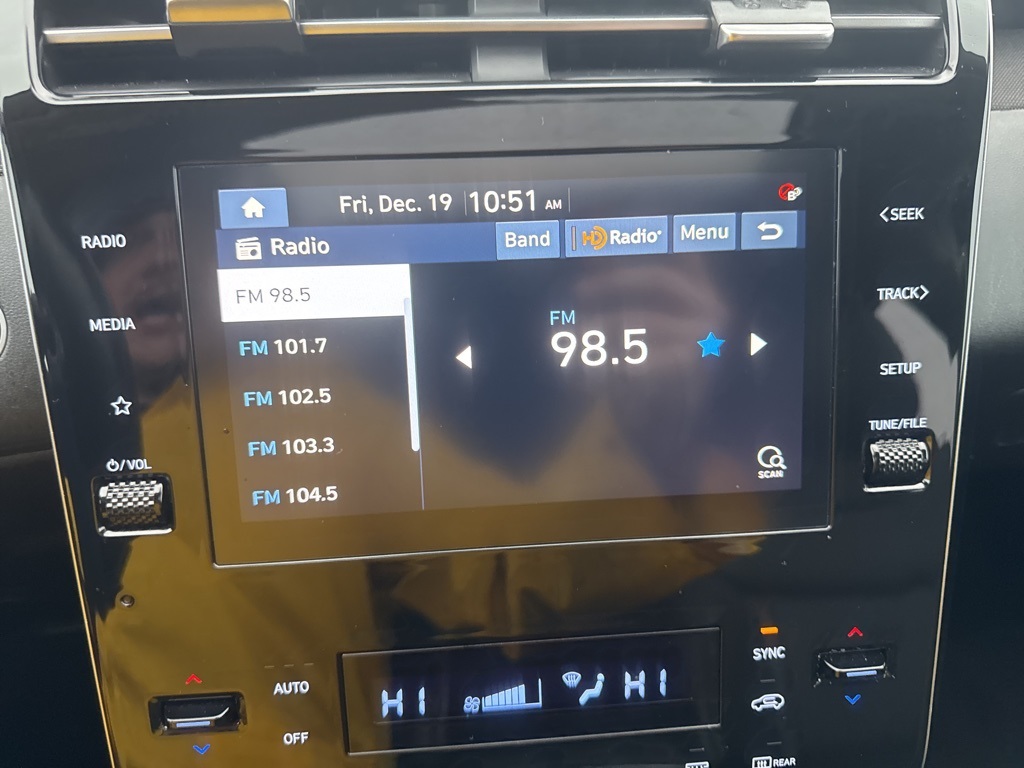 Fri, Dec. 19 10:51 AM
Radio Band HD Radio Menu
FM 98.5
FM 101.7
FM 102.5
FM 103.3
FM 104.5
FM
98.5
SCAN
RADIO
MEDIA
/VOL
<SEEK
TRACK>
SETUP
TUNE/FILE
AUTO
OFF
HI HI
SYNC
REAR